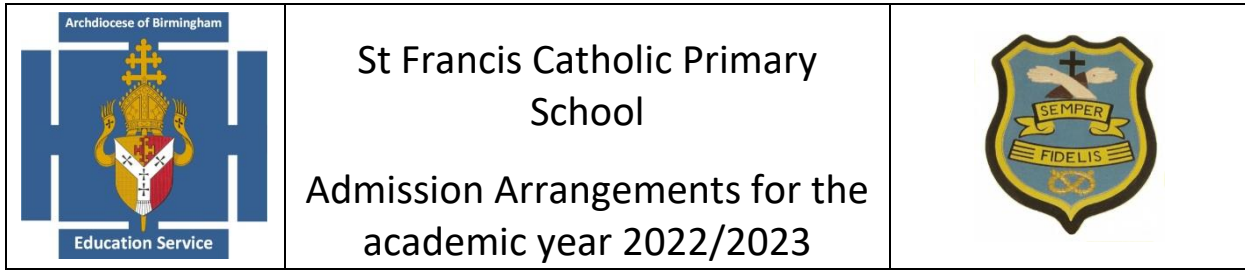 Archdiocese of Birmingham
Education Service
St Francis Catholic Primary
School
Admission Arrangements for the
academic year 2022/2023
SEMPER
FIDELIS